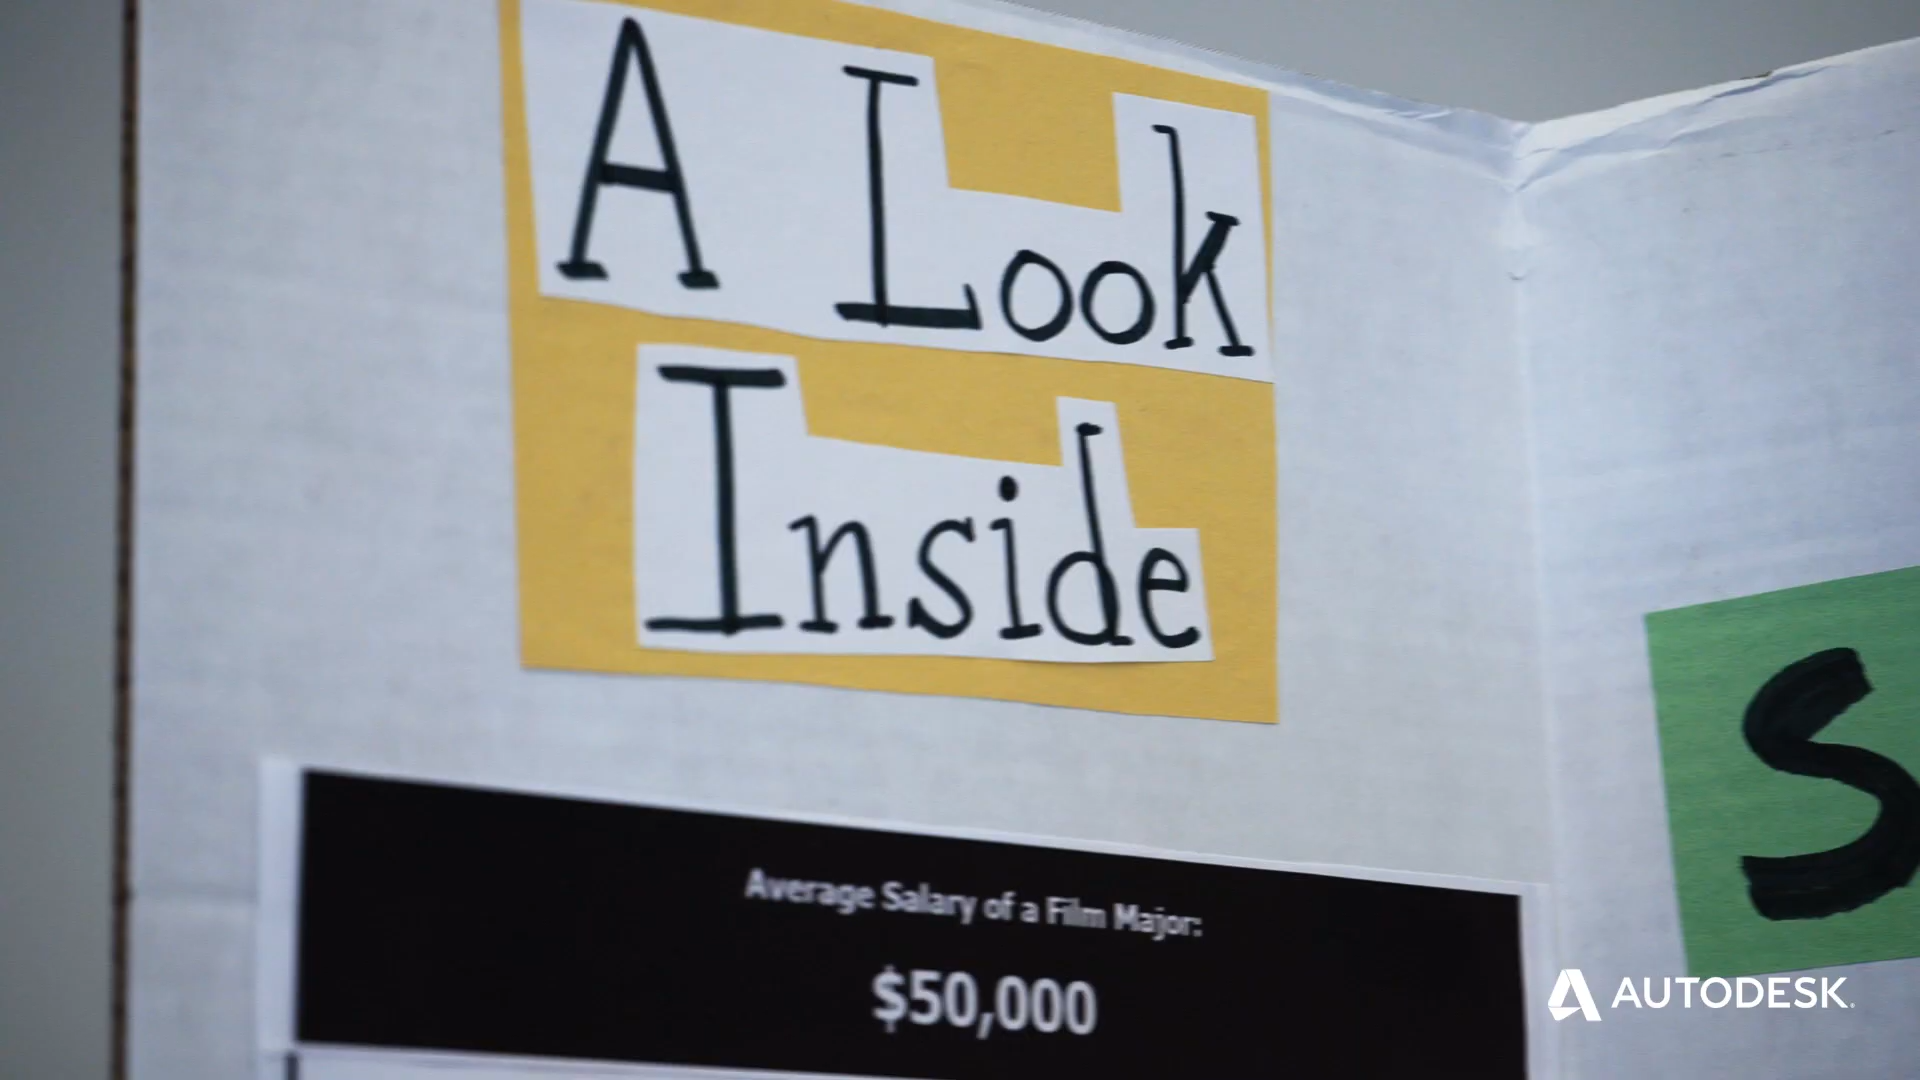 A Look
Inside
Average Salary of a Film Major:
$50,000
S
AUTODESK.